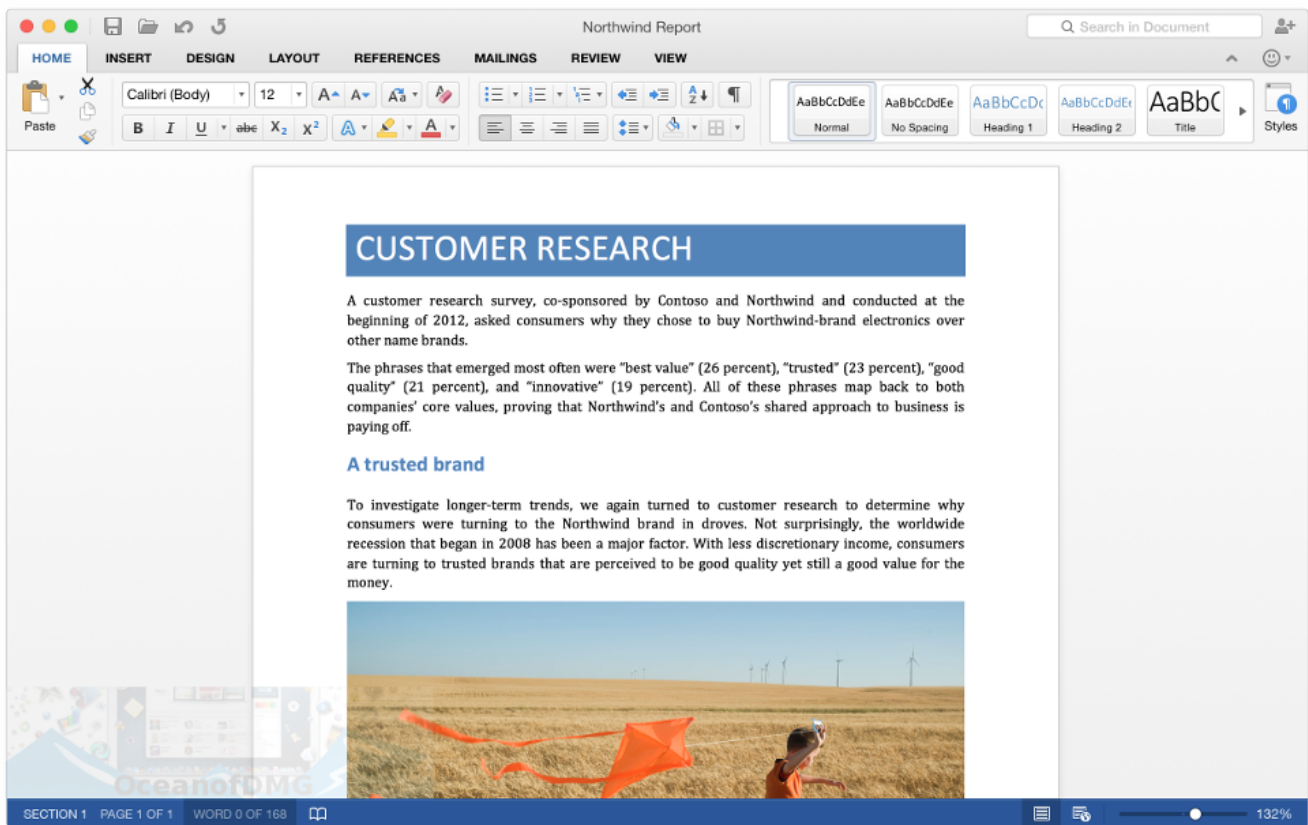 Northwind Report
Search in Document
HOME INSERT DESIGN LAYOUT REFERENCES MAILINGS REVIEW VIEW
Paste
Calibri (Body) 12 A A Aa A
B I U abc X₂ X² A A
A Z ¶
AaBbCcDdEe AaBbCcDdEe AaBbCcDc AaBbCcDdEe AaBbC
Normal No Spacing Heading 1 Heading 2 Title Styles
CUSTOMER RESEARCH
A customer research survey, co-sponsored by Contoso and Northwind and conducted at the
beginning of 2012, asked consumers why they chose to buy Northwind-brand electronics over
other name brands.
The phrases that emerged most often were “best value” (26 percent), “trusted” (23 percent), “good
quality” (21 percent), and “innovative” (19 percent). All of these phrases map back to both
companies’ core values, proving that Northwind’s and Contoso’s shared approach to business is
paying off.
A trusted brand
To investigate longer-term trends, we again turned to customer research to determine why
consumers were turning to the Northwind brand in droves. Not surprisingly, the worldwide
recession that began in 2008 has been a major factor. With less discretionary income, consumers
are turning to trusted brands that are perceived to be good quality yet still a good value for the
money.
OceanofDMG
SECTION 1 PAGE 1 OF 1 WORD 0 OF 168 132%